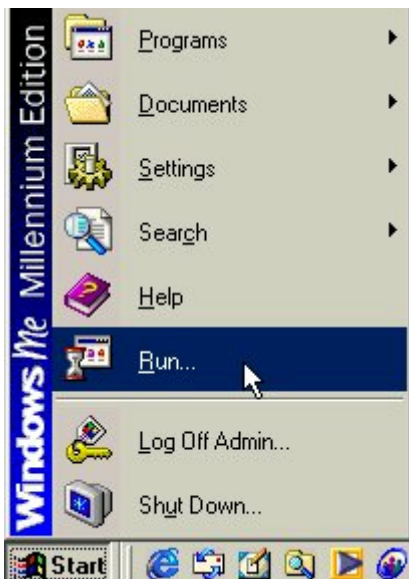 Windows Me Millennium Edition
Programs
Documents
Settings
Search
Help
Run...
Log Off Admin...
Shut Down...
Start